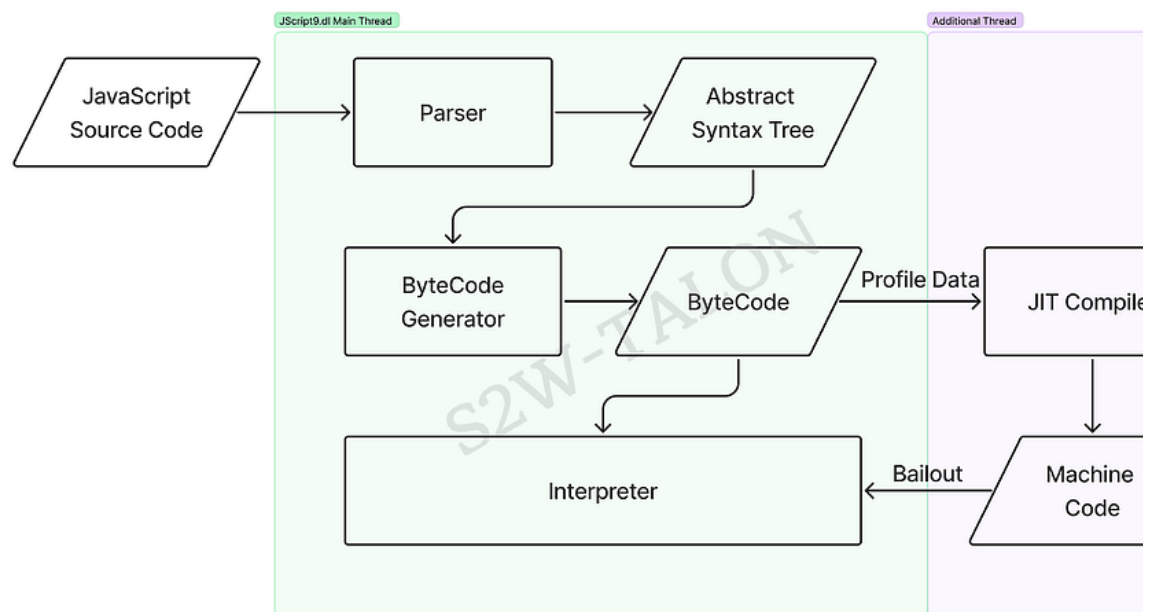 JScript9.dl Main Thread
Additional Thread
JavaScript
Source Code
Parser
Abstract
Syntax Tree
ByteCode
Generator
ByteCode
Profile Data
JIT Compile
S2W-TALON
Interpreter
Bailout
Machine
Code